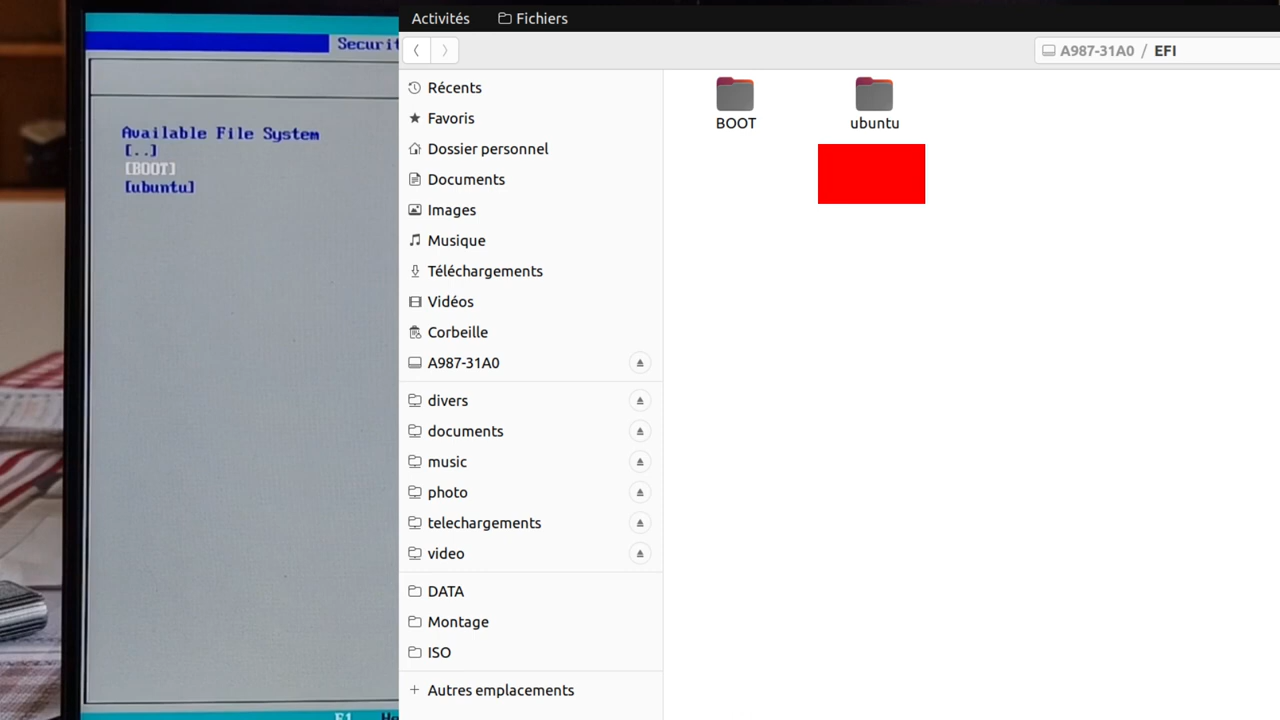 Securit
Available File System
[..]
[BOOT]
[ubuntu]
F1
Activités
Fichiers
A987-31A0 / EFI
Récents
Favoris
Dossier personnel
Documents
Images
Musique
Téléchargements
Vidéos
Corbeille
A987-31A0
divers
documents
music
photo
telechargements
video
DATA
Montage
ISO
+ Autres emplacements
BOOT
ubuntu